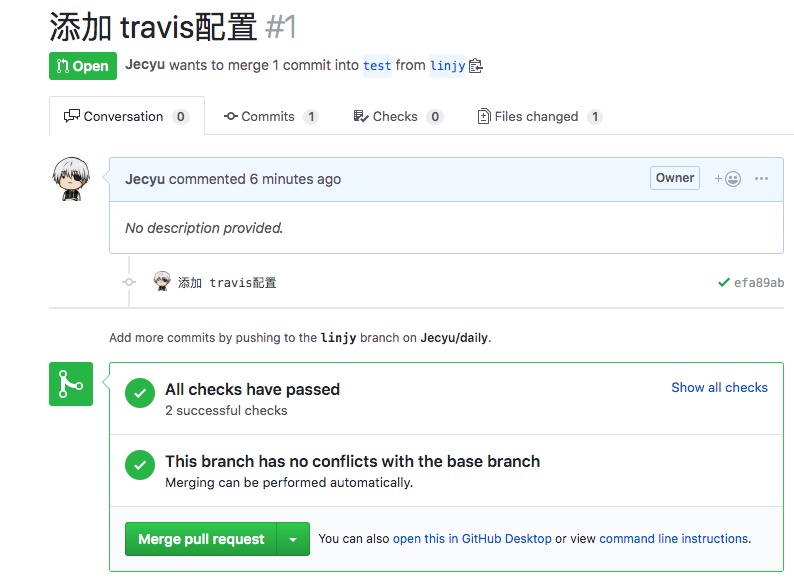 添加 travis配置 #1
Open Jecyu wants to merge 1 commit into test from linjy
Conversation 0 Commits 1 Checks 0 Files changed 1
Jecyu commented 6 minutes ago Owner
No description provided.
添加 travis配置 efa89ab
Add more commits by pushing to the linjy branch on Jecyu/daily.
All checks have passed Show all checks
2 successful checks
This branch has no conflicts with the base branch
Merging can be performed automatically.
Merge pull request You can also open this in GitHub Desktop or view command line instructions.